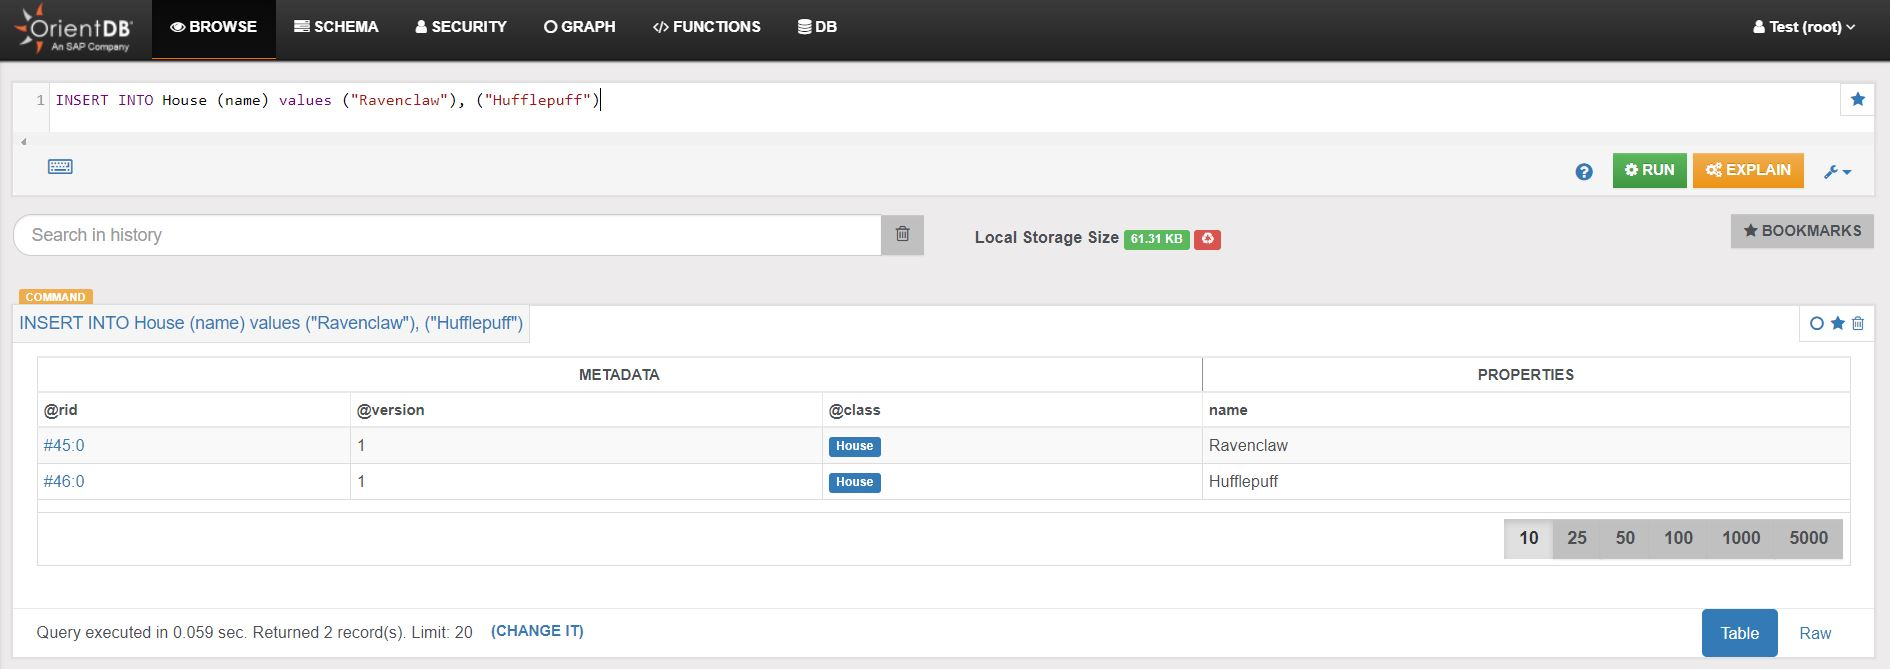 OrientDB
An SAP Company
BROWSE SCHEMA SECURITY GRAPH FUNCTIONS DB Test (root)
1 INSERT INTO House (name) values ("Ravenclaw"), ("Hufflepuff")
RUN EXPLAIN
Search in history Local Storage Size 61.31 KB BOOKMARKS
COMMAND
INSERT INTO House (name) values ("Ravenclaw"), ("Hufflepuff")
METADATA PROPERTIES
@rid @version @class name
#45:0 1 House Ravenclaw
#46:0 1 House Hufflepuff
10 25 50 100 1000 5000
Query executed in 0.059 sec. Returned 2 record(s). Limit: 20 (CHANGE IT) Table Raw